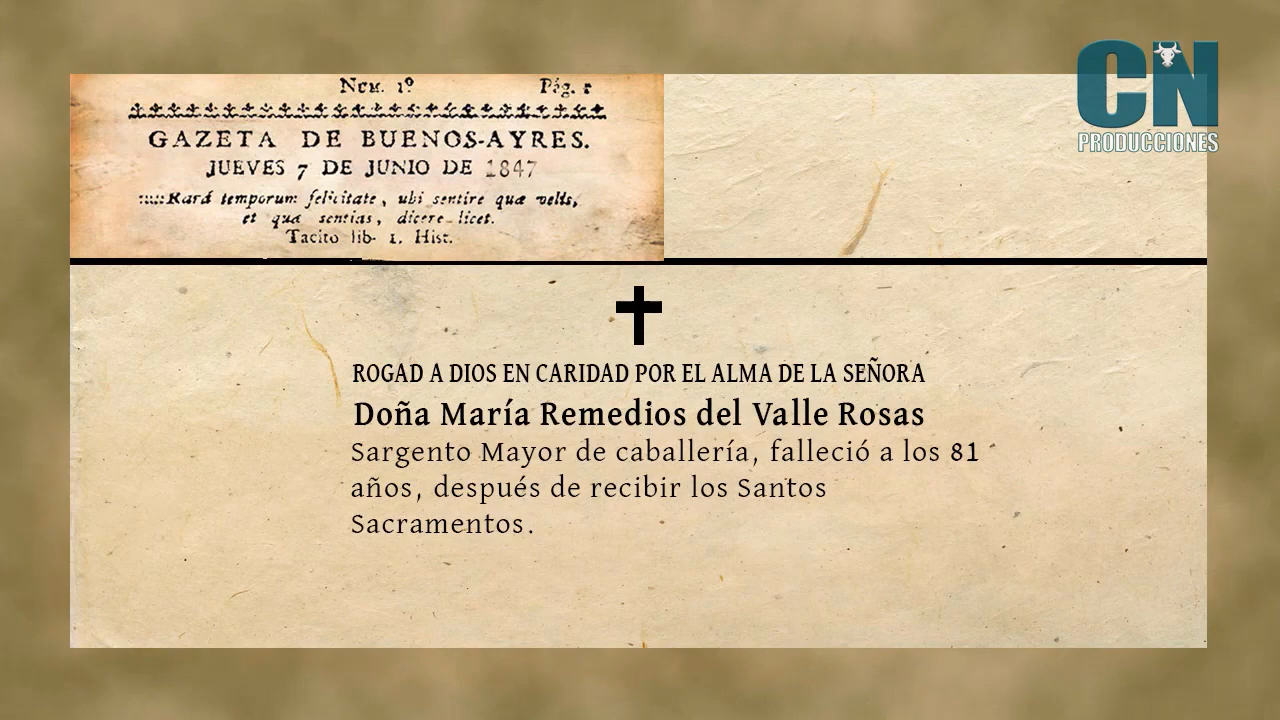 Num. 1º Pág. 1
GAZETA DE BUENOS-AYRES.
JUEVES 7 DE JUNIO DE 1847
::::Rará temporum felicitate, ubi sentire quæ velis,
et quæ sentias, dicere licet.
Tacito lib. 1. Hist.
CN
PRODUCCIONES
ROGAD A DIOS EN CARIDAD POR EL ALMA DE LA SEÑORA
Doña María Remedios del Valle Rosas
Sargento Mayor de caballería, falleció a los 81
años, después de recibir los Santos
Sacramentos.